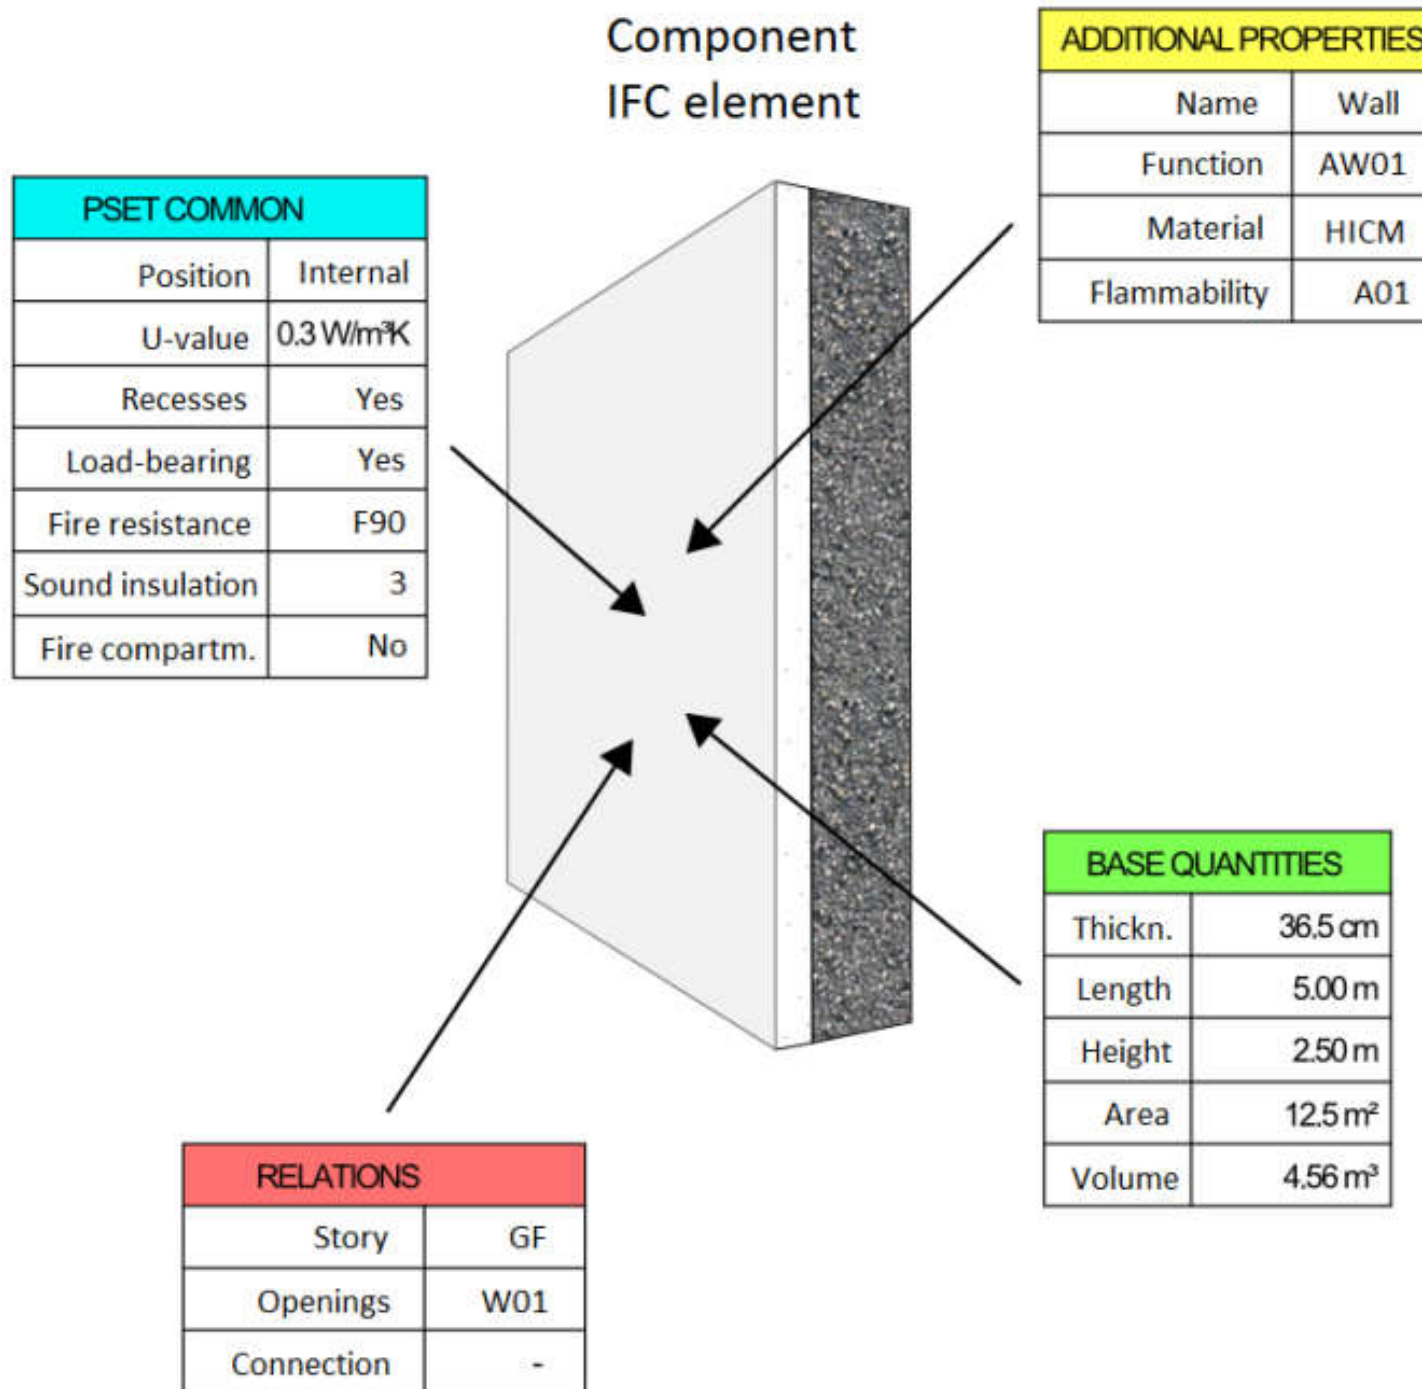 Component
IFC element
ADDITIONAL PROPERTIES
Name Wall
Function AW01
Material HICM
Flammability A01
PSET COMMON
Position Internal
U-value 0.3 W/m³K
Recesses Yes
Load-bearing Yes
Fire resistance F90
Sound insulation 3
Fire compartm. No
BASE QUANTITIES
Thickn. 36.5 cm
Length 5.00 m
Height 2.50 m
Area 12.5 m²
Volume 4.56 m³
RELATIONS
Story GF
Openings W01
Connection -